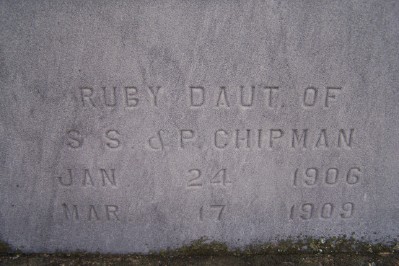 RUBY DAUT. OF
S. S. & P. CHIPMAN
JAN 24 1906
MAR. 17 1909